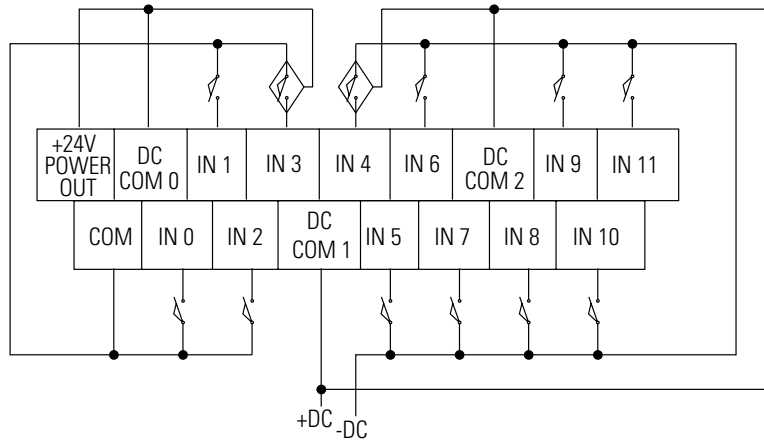 +24V
POWER
OUT
DC
COM 0
IN 1
IN 3
IN 4
IN 6
DC
COM 2
IN 9
IN 11
COM
IN 0
IN 2
DC
COM 1
IN 5
IN 7
IN 8
IN 10
+DC
-DC